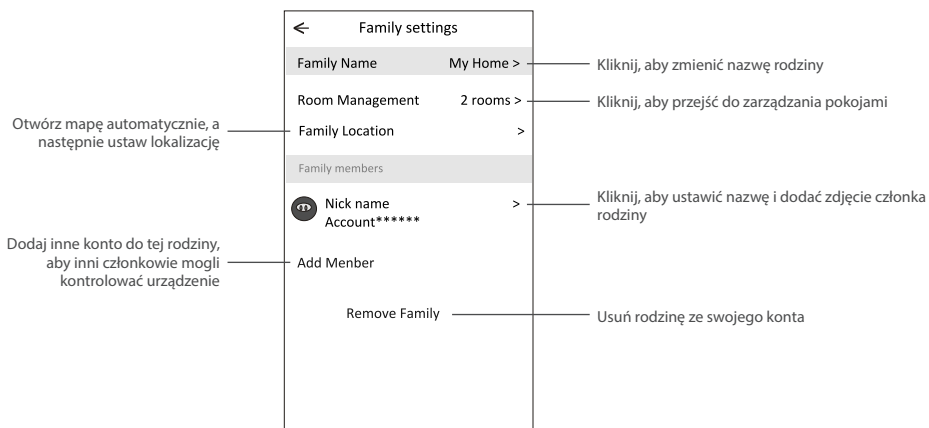 Family settings
Family Name My Home >
Kliknij, aby zmienić nazwę rodziny
Room Management 2 rooms >
Kliknij, aby przejść do zarządzania pokojami
Otwórz mapę automatycznie, a
następnie ustaw lokalizację
Family Location >
Family members
Nick name >
Account******
Kliknij, aby ustawić nazwę i dodać zdjęcie członka
rodziny
Dodaj inne konto do tej rodziny,
aby inni członkowie mogli
kontrolować urządzenie
Add Menber
Remove Family
Usuń rodzinę ze swojego konta